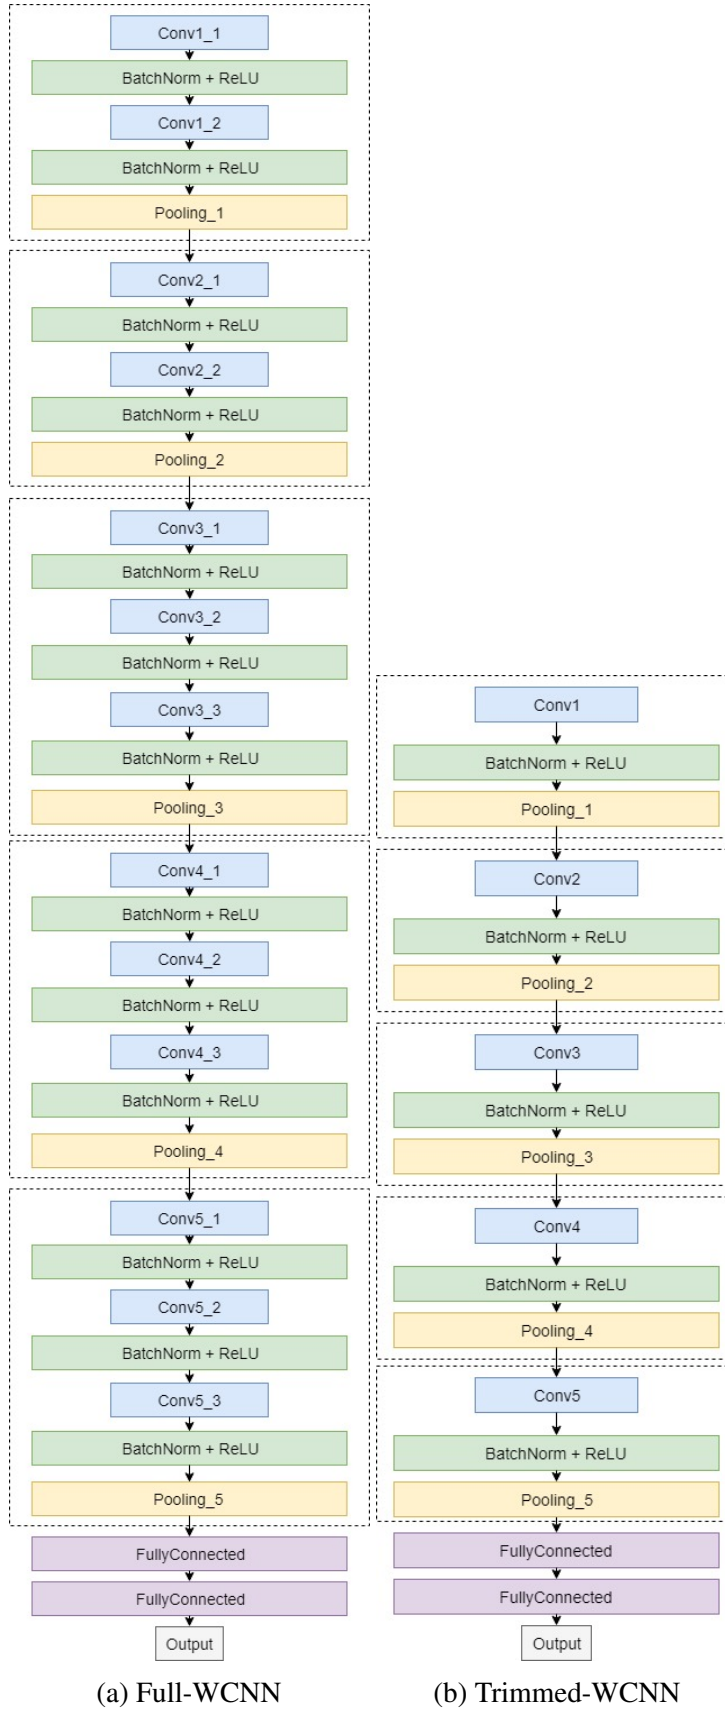 Conv1_1
BatchNorm + ReLU
Conv1_2
BatchNorm + ReLU
Pooling_1
Conv2_1
BatchNorm + ReLU
Conv2_2
BatchNorm + ReLU
Pooling_2
Conv3_1
BatchNorm + ReLU
Conv3_2
BatchNorm + ReLU
Conv3_3
BatchNorm + ReLU
Pooling_3
Conv4_1
BatchNorm + ReLU
Conv4_2
BatchNorm + ReLU
Conv4_3
BatchNorm + ReLU
Pooling_4
Conv5_1
BatchNorm + ReLU
Conv5_2
BatchNorm + ReLU
Conv5_3
BatchNorm + ReLU
Pooling_5
FullyConnected
FullyConnected
Output
(a) Full-WCNN
Conv1
BatchNorm + ReLU
Pooling_1
Conv2
BatchNorm + ReLU
Pooling_2
Conv3
BatchNorm + ReLU
Pooling_3
Conv4
BatchNorm + ReLU
Pooling_4
Conv5
BatchNorm + ReLU
Pooling_5
FullyConnected
FullyConnected
Output
(b) Trimmed-WCNN